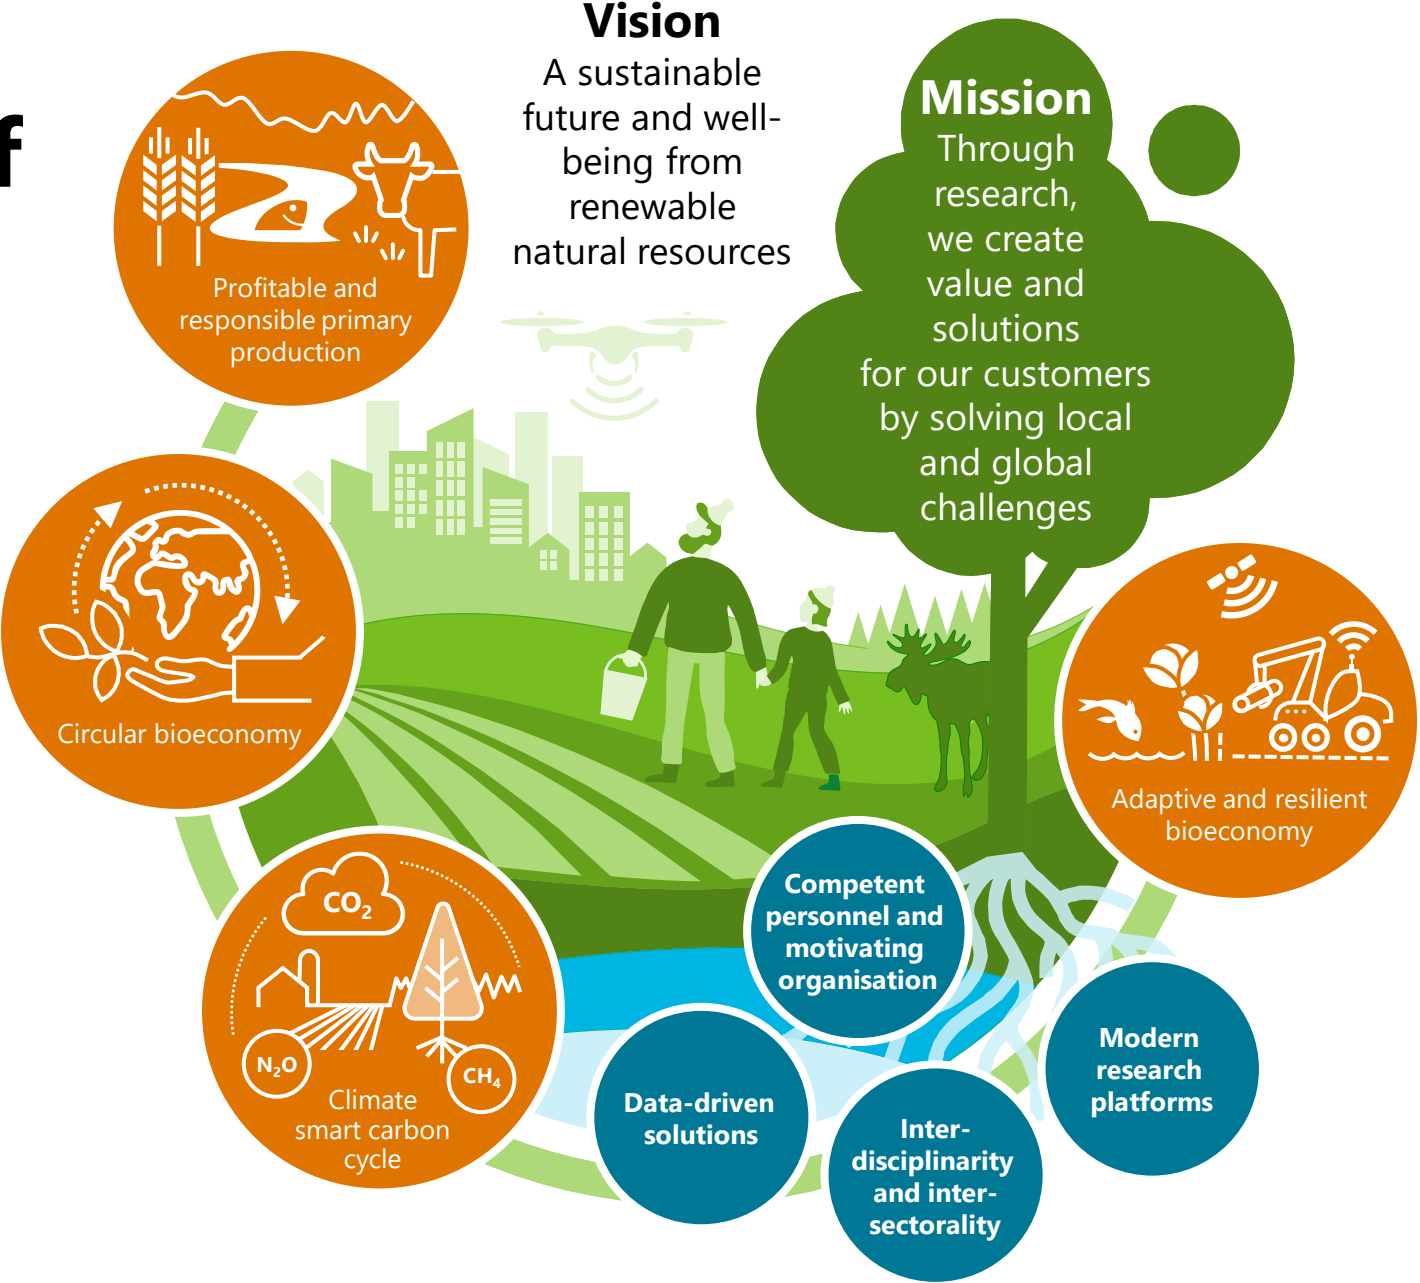 f
Vision
A sustainable
future and well-
being from
renewable
natural resources
Mission
Through
research,
we create
value and
solutions
for our customers
by solving local
and global
challenges
Profitable and
responsible primary
production
Circular bioeconomy
CO₂
N₂O
CH₄
Climate
smart carbon
cycle
Adaptive and resilient
bioeconomy
Competent
personnel and
motivating
organisation
Data-driven
solutions
Inter-
disciplinarity
and inter-
sectorality
Modern
research
platforms